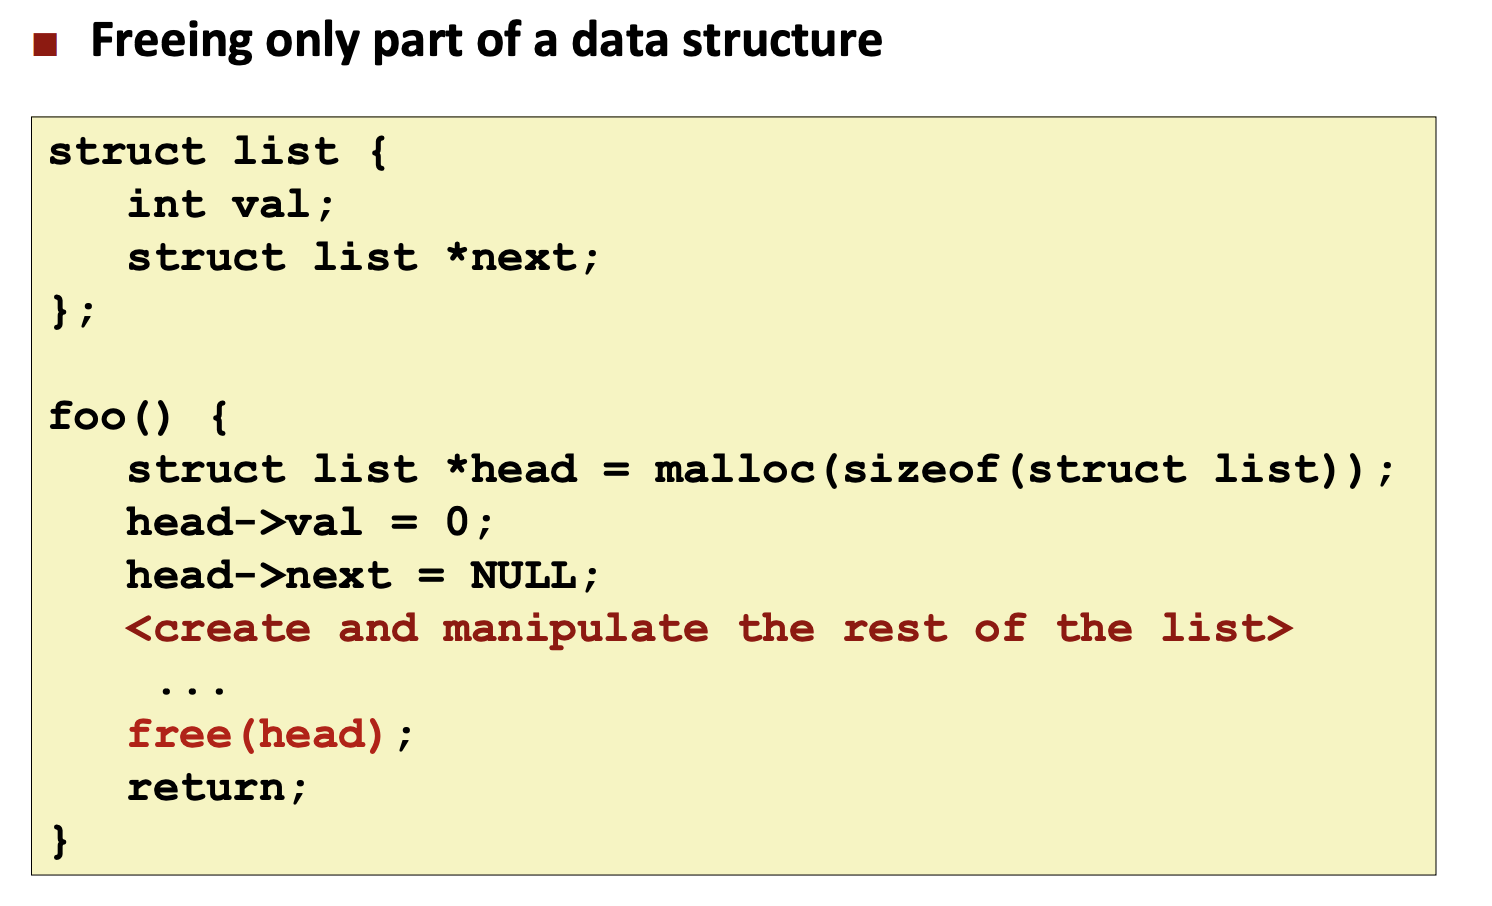 Freeing only part of a data structure
struct list {
   int val;
   struct list *next;
};
foo() {
   struct list *head = malloc(sizeof(struct list));
   head->val = 0;
   head->next = NULL;
   <create and manipulate the rest of the list>
    ...
   free(head);
   return;
}